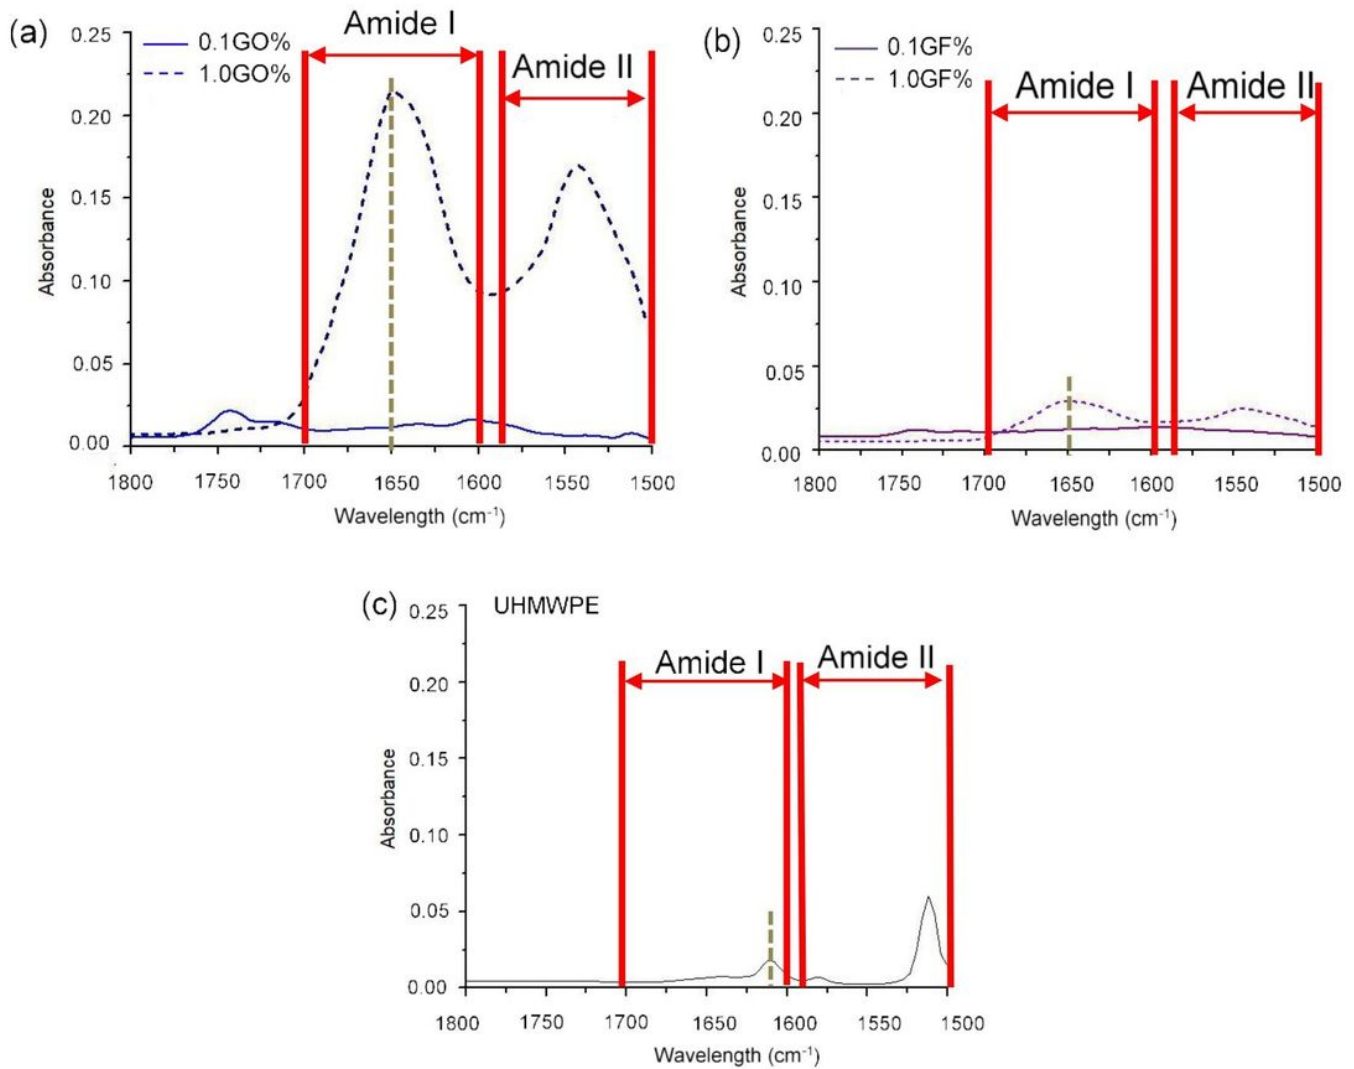 (a)
0.25
0.20
0.15
0.10
0.05
0.00
Absorbance
0.1GO%
1.0GO%
Amide I
Amide II
1800
1750
1700
1650
1600
1550
1500
Wavelength (cm⁻¹)
(b)
0.25
0.20
0.15
0.10
0.05
0.00
Absorbance
0.1GF%
1.0GF%
Amide I
Amide II
1800
1750
1700
1650
1600
1550
1500
Wavelength (cm⁻¹)
(c)
UHMWPE
0.25
0.20
0.15
0.10
0.05
0.00
Absorbance
Amide I
Amide II
1800
1750
1700
1650
1600
1550
1500
Wavelength (cm⁻¹)